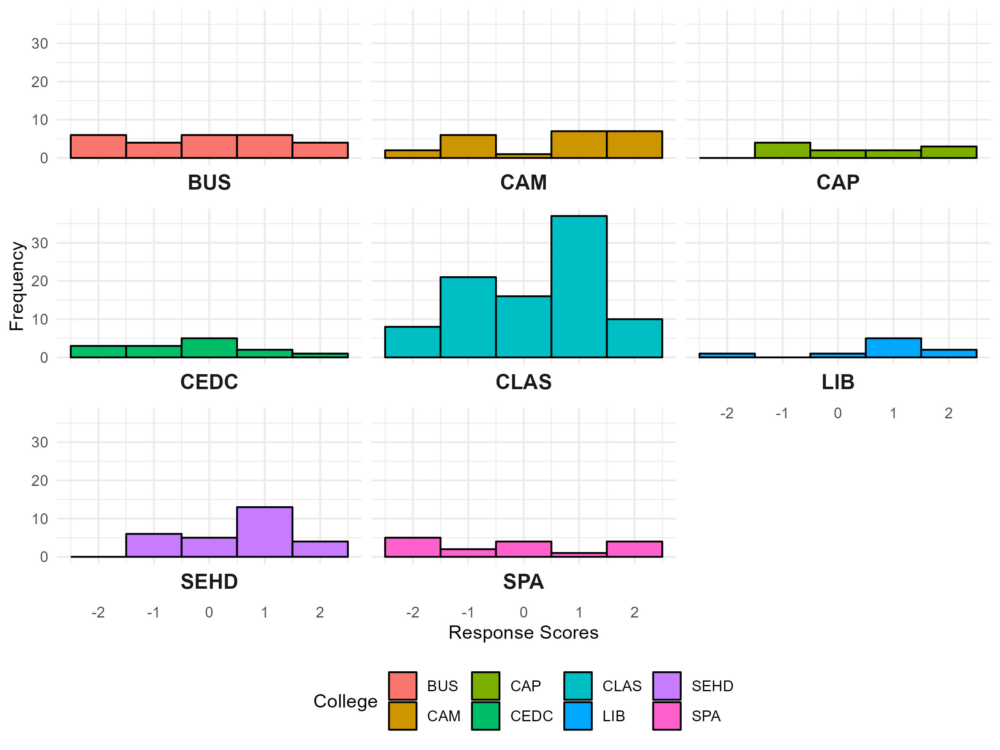 30
20
10
0
BUS
CAM
CAP
Frequency
30
20
10
0
CEDC
CLAS
LIB
-2 -1 0 1 2
30
20
10
0
SEHD
SPA
-2 -1 0 1 2
-2 -1 0 1 2
Response Scores
College
BUS CAP CLAS SEHD
CAM CEDC LIB SPA